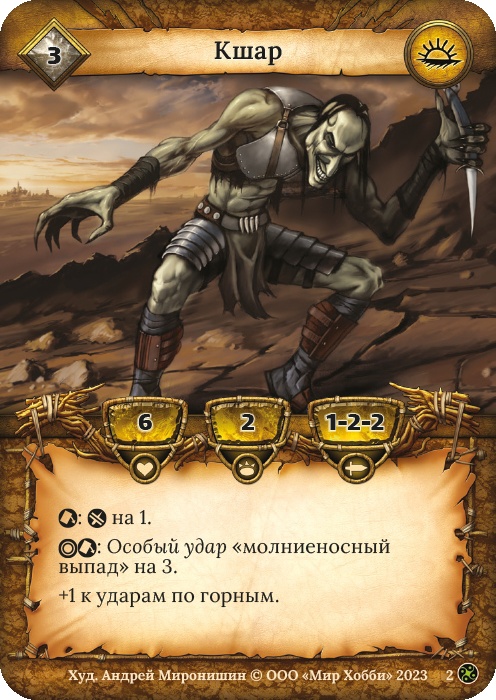 3
Кшар
6
2
1-2-2
: на 1.
: Особый удар «молниеносный
выпад» на 3.
+1 к ударам по горным.
Худ. Андрей Миронишин © ООО «Мир Хобби» 2023 2